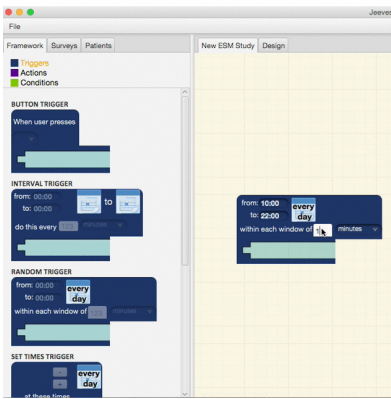 Jeeves
File
Framework Surveys Patients
Triggers
Actions
Conditions
BUTTON TRIGGER
When user presses
INTERVAL TRIGGER
from: 00:00
to: 00:00
to
do this every 123 minutes
RANDOM TRIGGER
from: 00:00
to: 00:00
every
day
within each window of 123 minutes
SET TIMES TRIGGER
every
day
at these times
New ESM Study Design
from: 10:00
to: 22:00
every
day
within each window of minutes